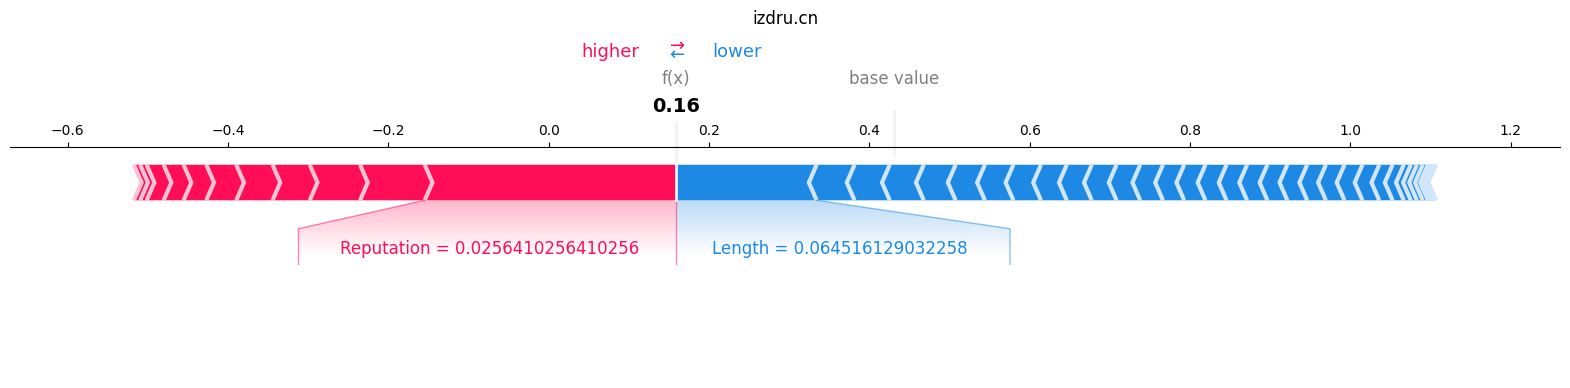 izdru.cn
higher ⇄ lower
f(x) base value
0.16
−0.6 −0.4 −0.2 0.0 0.2 0.4 0.6 0.8 1.0 1.2
Reputation = 0.0256410256410256 Length = 0.064516129032258